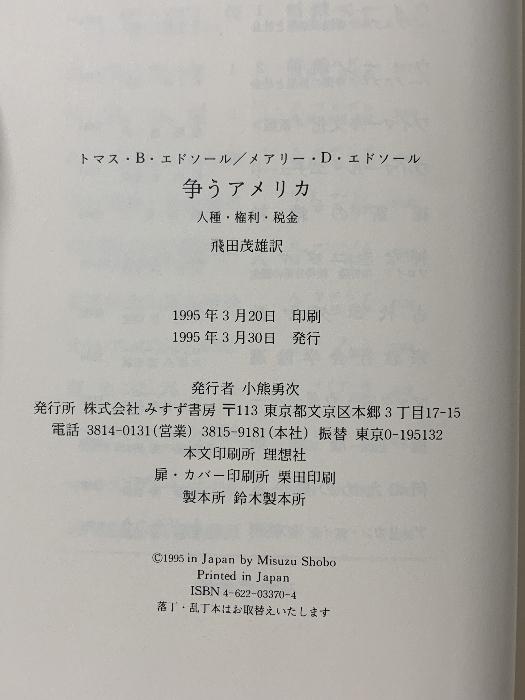 トマス・B・エドソール／メアリー・D・エドソール
争うアメリカ
人種・権利・税金
飛田茂雄訳
1995年3月20日 印刷
1995年3月30日 発行
発行者 小熊勇次
発行所 株式会社 みすず書房 〒113 東京都文京区本郷3丁目17-15
電話 3814-0131(営業) 3815-9181(本社) 振替 東京0-195132
本文印刷所 理想社
扉・カバー印刷所 栗田印刷
製本所 鈴木製本所
©1995 in Japan by Misuzu Shobo
Printed in Japan
ISBN 4-622-03370-4
落丁・乱丁本はお取替えいたします